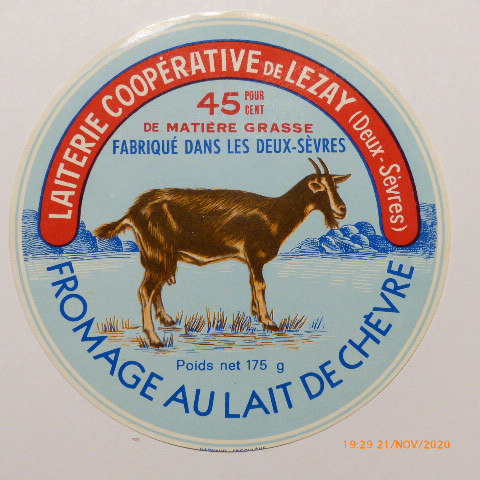 LAITERIE COOPÉRATIVE DE LEZAY (Deux-Sèvres)
45 POUR CENT
DE MATIÈRE GRASSE
FABRIQUÉ DANS LES DEUX-SÈVRES
Poids net 175 g
FROMAGE AU LAIT DE CHÈVRE
19:29 21/NOV/2020